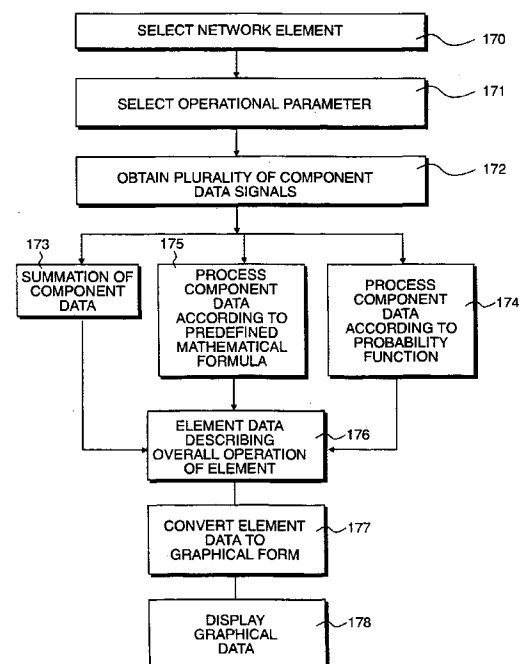 SELECT NETWORK ELEMENT
170
SELECT OPERATIONAL PARAMETER
171
OBTAIN PLURALITY OF COMPONENT
DATA SIGNALS
172
173
SUMMATION OF
COMPONENT
DATA
175
PROCESS
COMPONENT
DATA
ACCORDING TO
PREDEFINED
MATHEMATICAL
FORMULA
PROCESS
COMPONENT
DATA
ACCORDING TO
PROBABILITY
FUNCTION
174
ELEMENT DATA
DESCRIBING
OVERALL OPERATION
OF ELEMENT
176
CONVERT ELEMENT
DATA TO
GRAPHICAL FORM
177
DISPLAY
GRAPHICAL
DATA
178